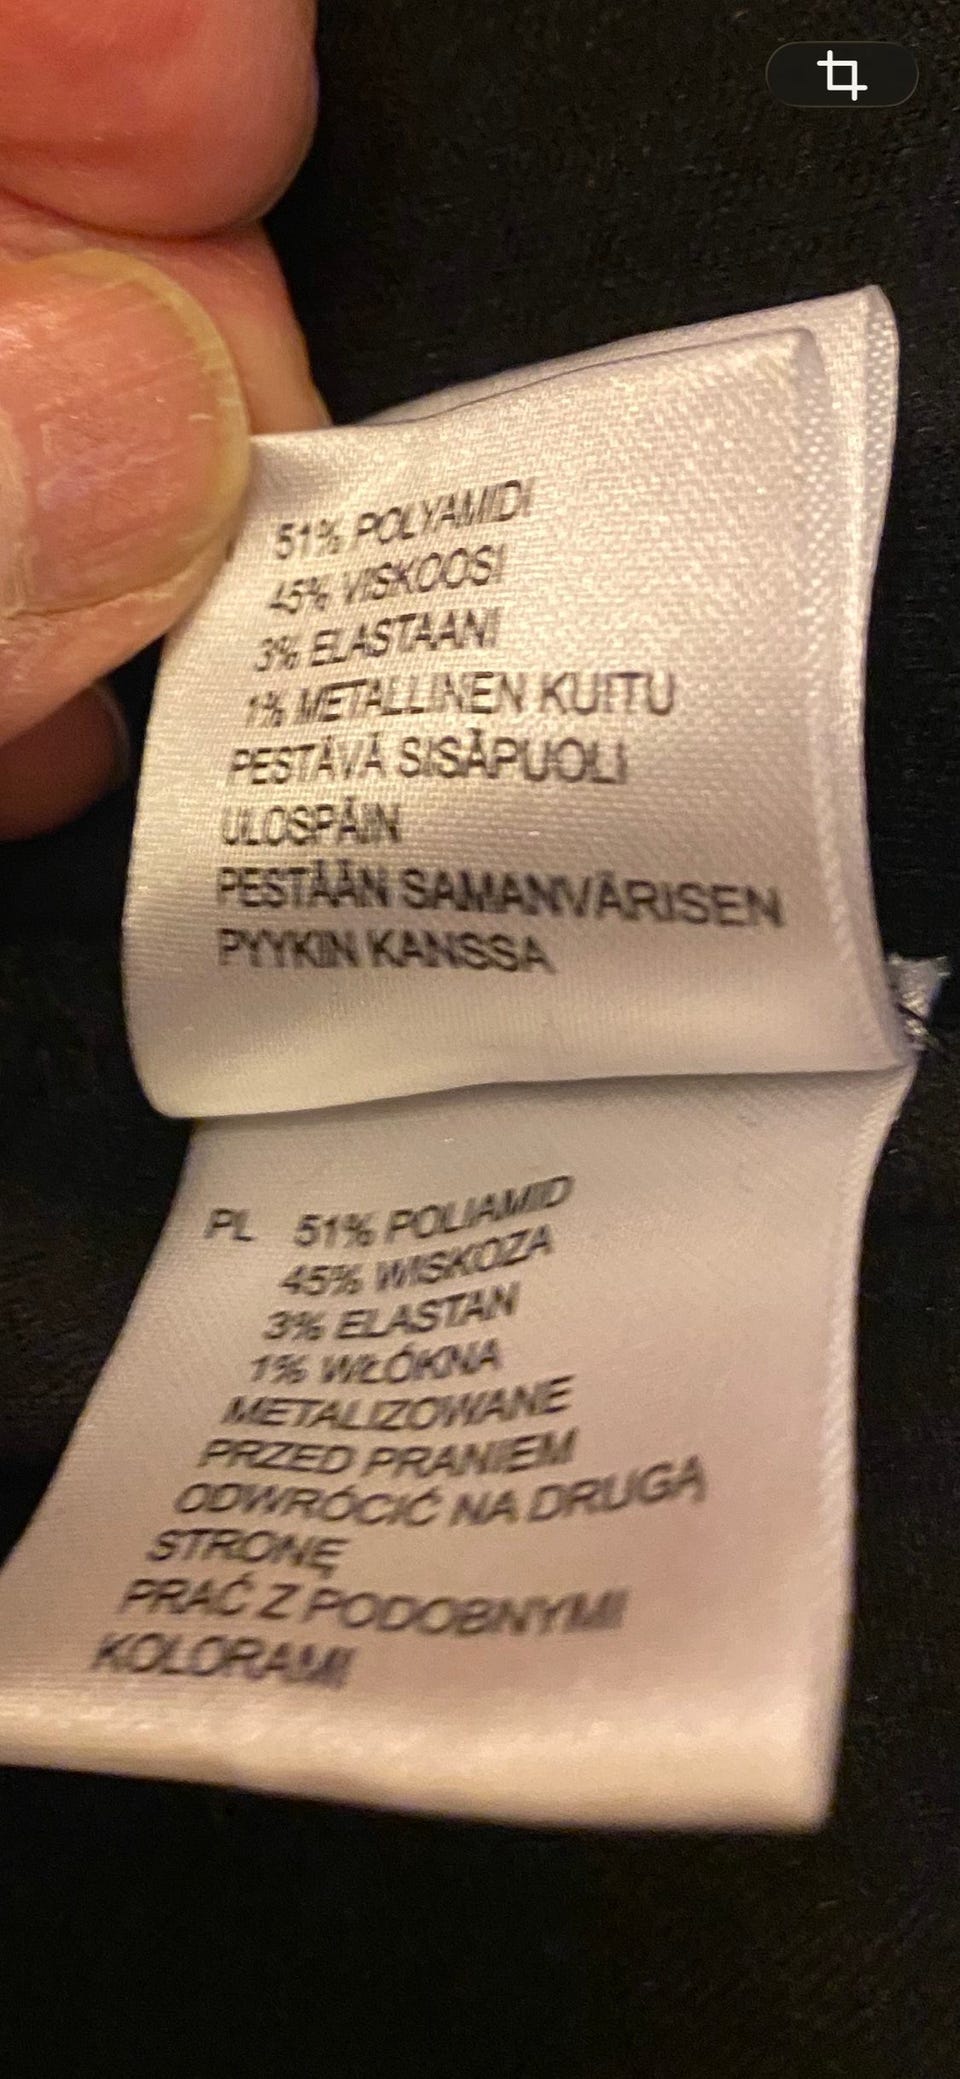 51% POLYAMIDI
45% VISKOOSI
3% ELASTAANI
1% METALLINEN KUITU
PESTÄVÄ SISÄPUOLI
ULOSPÄIN
PESTÄÄN SAMANVÄRISEN
PYYKIN KANSSA
PL 51% POLIAMID
45% WISKOZA
3% ELASTAN
1% WŁÓKNA
METALIZOWANE
PRZED PRANIEM
ODWRÓCIĆ NA DRUGĄ
STRONĘ
PRAĆ Z PODOBNYMI
KOLORAMI